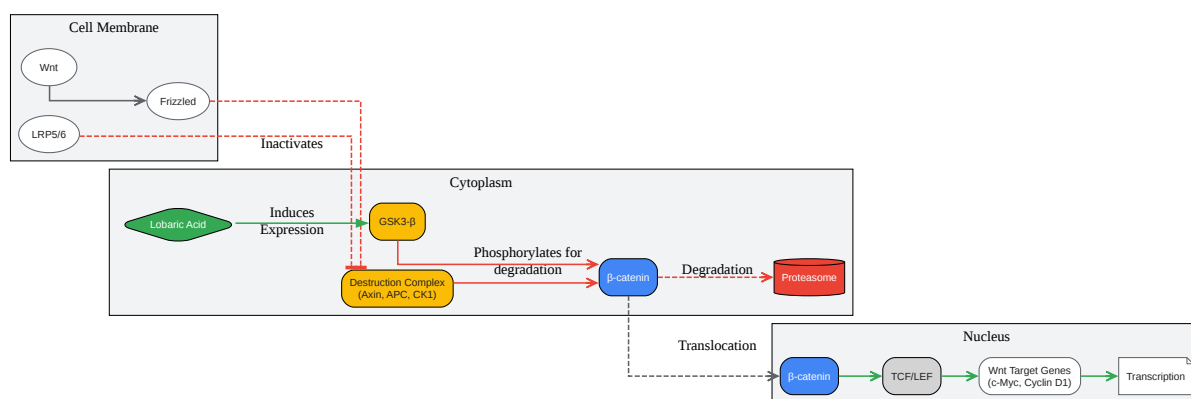 Cell Membrane
Wnt
Frizzled
LRP5/6
Inactivates
Cytoplasm
Lobaric Acid
Induces
Expression
GSK3-β
Phosphorylates for
degradation
Destruction Complex
(Axin, APC, CK1)
β-catenin
Degradation
Proteasome
Translocation
Nucleus
β-catenin
TCF/LEF
Wnt Target Genes
(c-Myc, Cyclin D1)
Transcription